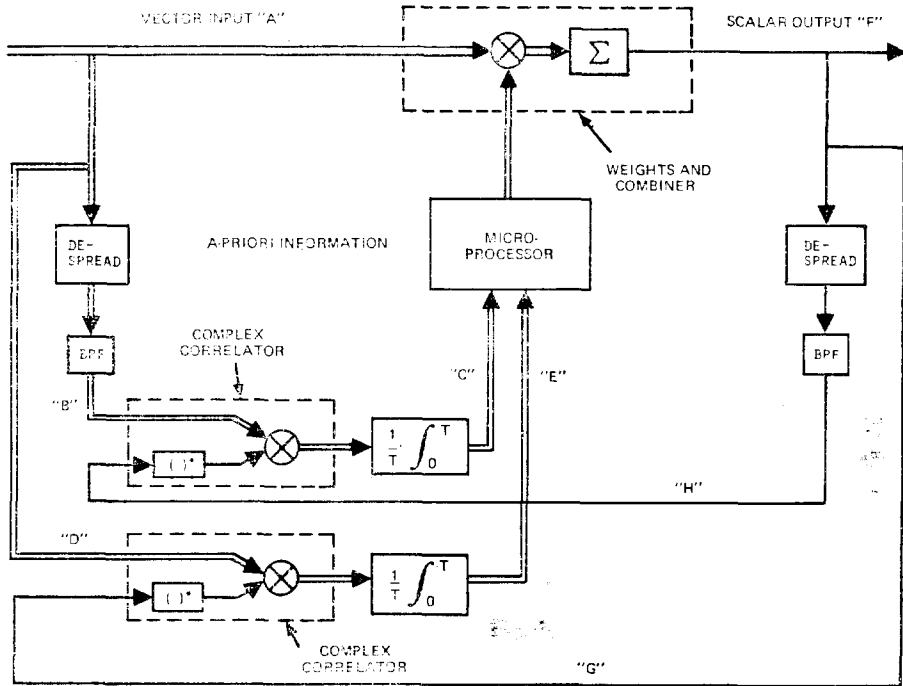 VECTOR INPUT "A"
SCALAR OUTPUT "F"
Σ
WEIGHTS AND
COMBINER
DE-
SPREAD
A-PRIORI INFORMATION
MICRO-
PROCESSOR
DE-
SPREAD
BPF
COMPLEX
CORRELATOR
"C"
"E"
BPF
"B"
( )*
1/T ∫ 0 T
"H"
"D"
( )*
1/T ∫ 0 T
COMPLEX
CORRELATOR
"G"